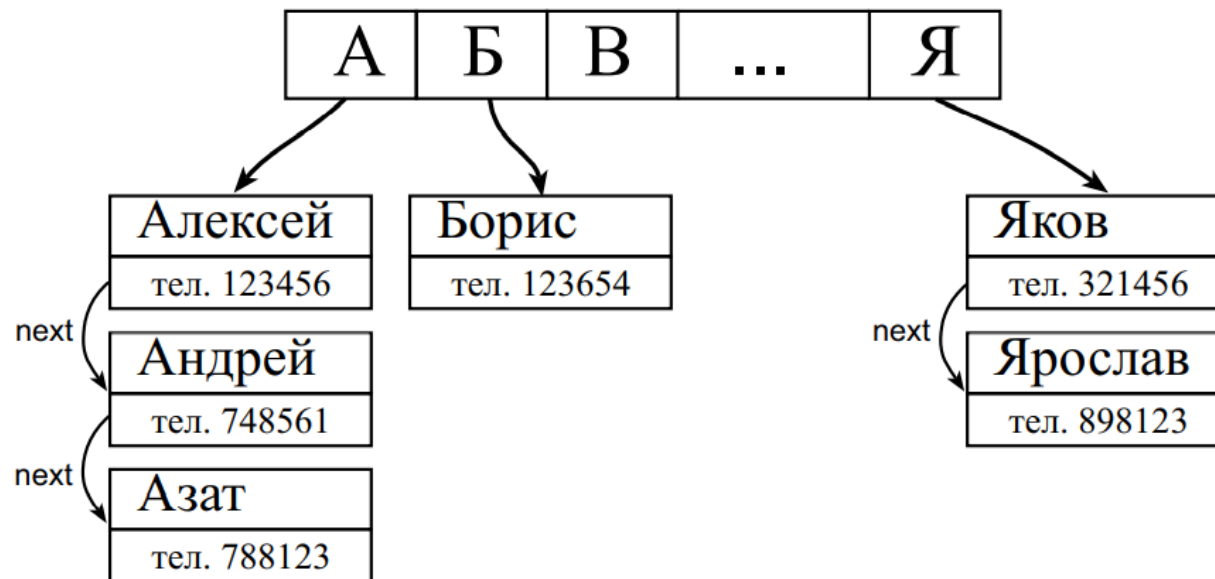 А Б В ... Я
Алексей
тел. 123456
next
Андрей
тел. 748561
next
Азат
тел. 788123
Борис
тел. 123654
Яков
тел. 321456
next
Ярослав
тел. 898123